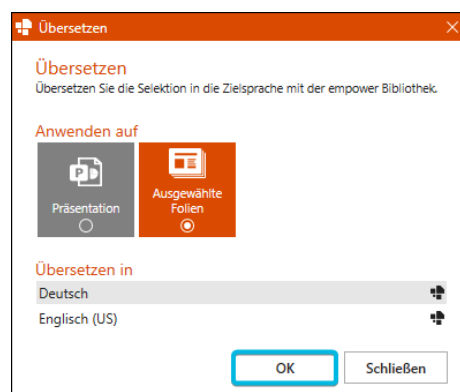 Übersetzen
Übersetzen
Übersetzen Sie die Selektion in die Zielsprache mit der empower Bibliothek.
Anwenden auf
Präsentation
Ausgewählte
Folien
Übersetzen in
Deutsch
Englisch (US)
OK
Schließen